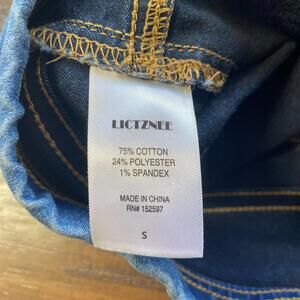 LICTZNEE
75% COTTON
24% POLYESTER
1% SPANDEX
MADE IN CHINA
RN# 152597
S